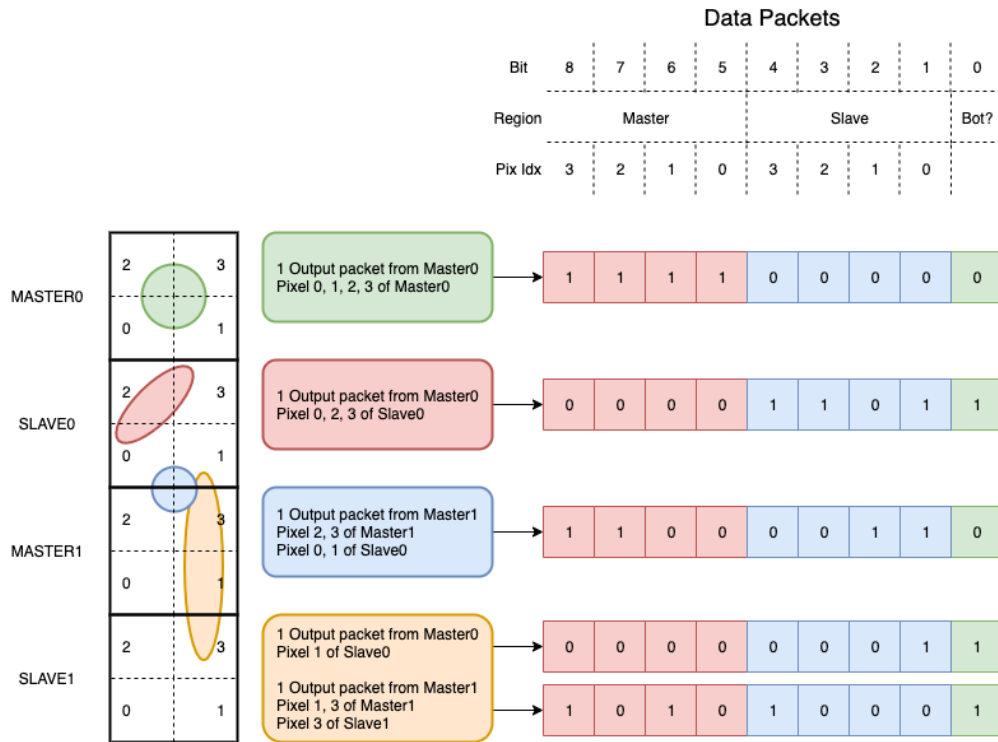 Data Packets
Bit 8 7 6 5 4 3 2 1 0
Region Master Slave Bot?
Pix Idx 3 2 1 0 3 2 1 0
MASTER0
2 3
0 1
1 Output packet from Master0
Pixel 0, 1, 2, 3 of Master0
1 1 1 1 0 0 0 0 0
SLAVE0
2 3
0 1
1 Output packet from Master0
Pixel 0, 2, 3 of Slave0
0 0 0 0 1 1 0 1 1
MASTER1
2 3
0 1
1 Output packet from Master1
Pixel 2, 3 of Master1
Pixel 0, 1 of Slave0
1 1 0 0 0 0 1 1 0
SLAVE1
2 3
0 1
1 Output packet from Master0
Pixel 1 of Slave0
0 0 0 0 0 0 0 1 1
1 Output packet from Master1
Pixel 1, 3 of Master1
Pixel 3 of Slave1
1 0 1 0 1 0 0 0 1